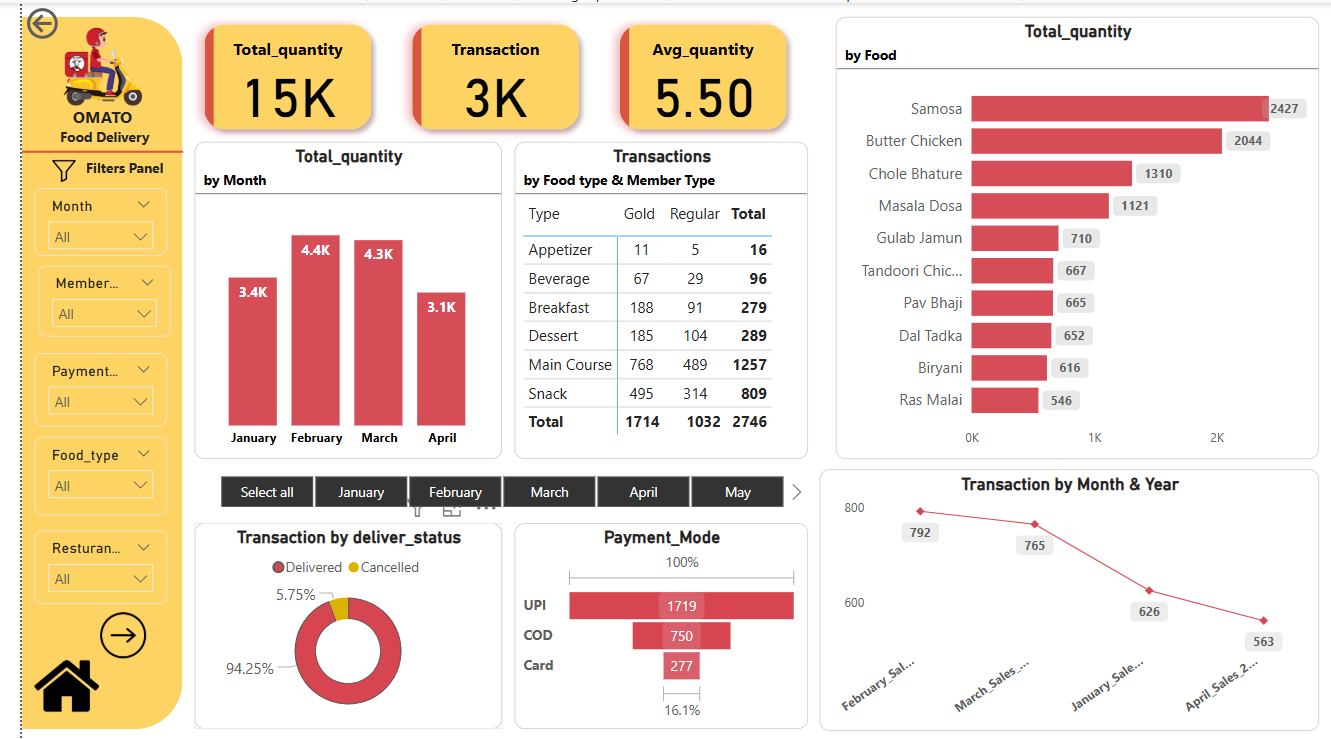 OMATO
Food Delivery
Filters Panel
Month
All
Member...
All
Payment...
All
Food_type
All
Resturan...
All
Total_quantity
15K
Transaction
3K
Avg_quantity
5.50
Total_quantity
by Month
3.4K
4.4K
4.3K
3.1K
January February March April
Transactions
by Food type & Member Type
Type Gold Regular Total
Appetizer 11 5 16
Beverage 67 29 96
Breakfast 188 91 279
Dessert 185 104 289
Main Course 768 489 1257
Snack 495 314 809
Total 1714 1032 2746
Total_quantity
by Food
Samosa 2427
Butter Chicken 2044
Chole Bhature 1310
Masala Dosa 1121
Gulab Jamun 710
Tandoori Chic... 667
Pav Bhaji 665
Dal Tadka 652
Biryani 616
Ras Malai 546
0K 1K 2K
Select all January February March April May
Transaction by deliver_status
Delivered Cancelled
5.75%
94.25%
Payment_Mode
100%
UPI 1719
COD 750
Card 277
16.1%
Transaction by Month & Year
800
600
792
765
626
563
February_Sal...
March_Sales_...
January_Sale...
April_Sales_2...